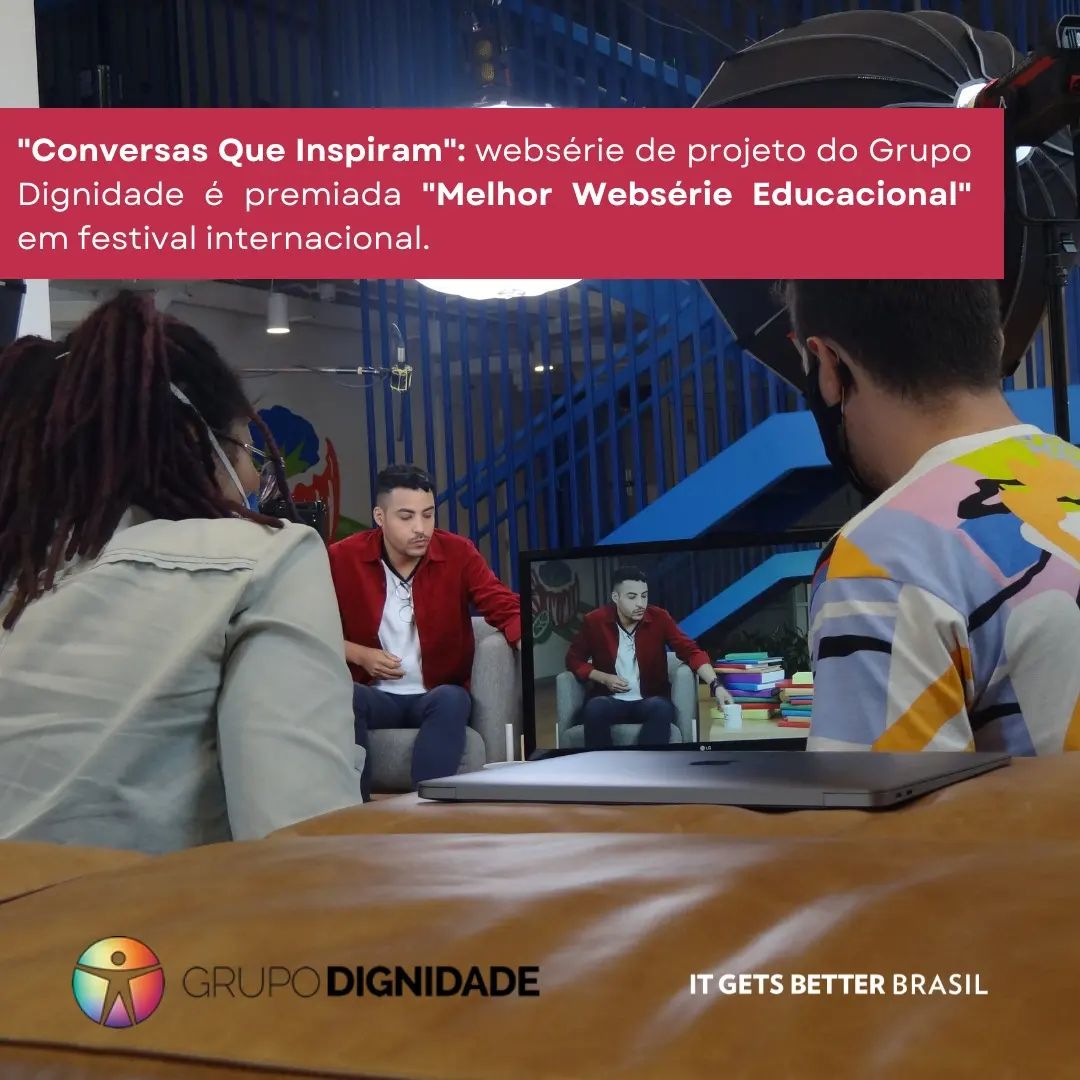 "Conversas Que Inspiram": websérie de projeto do Grupo
Dignidade é premiada "Melhor Websérie Educacional"
em festival internacional.
LG
GRUPO DIGNIDADE
IT GETS BETTER BRASIL